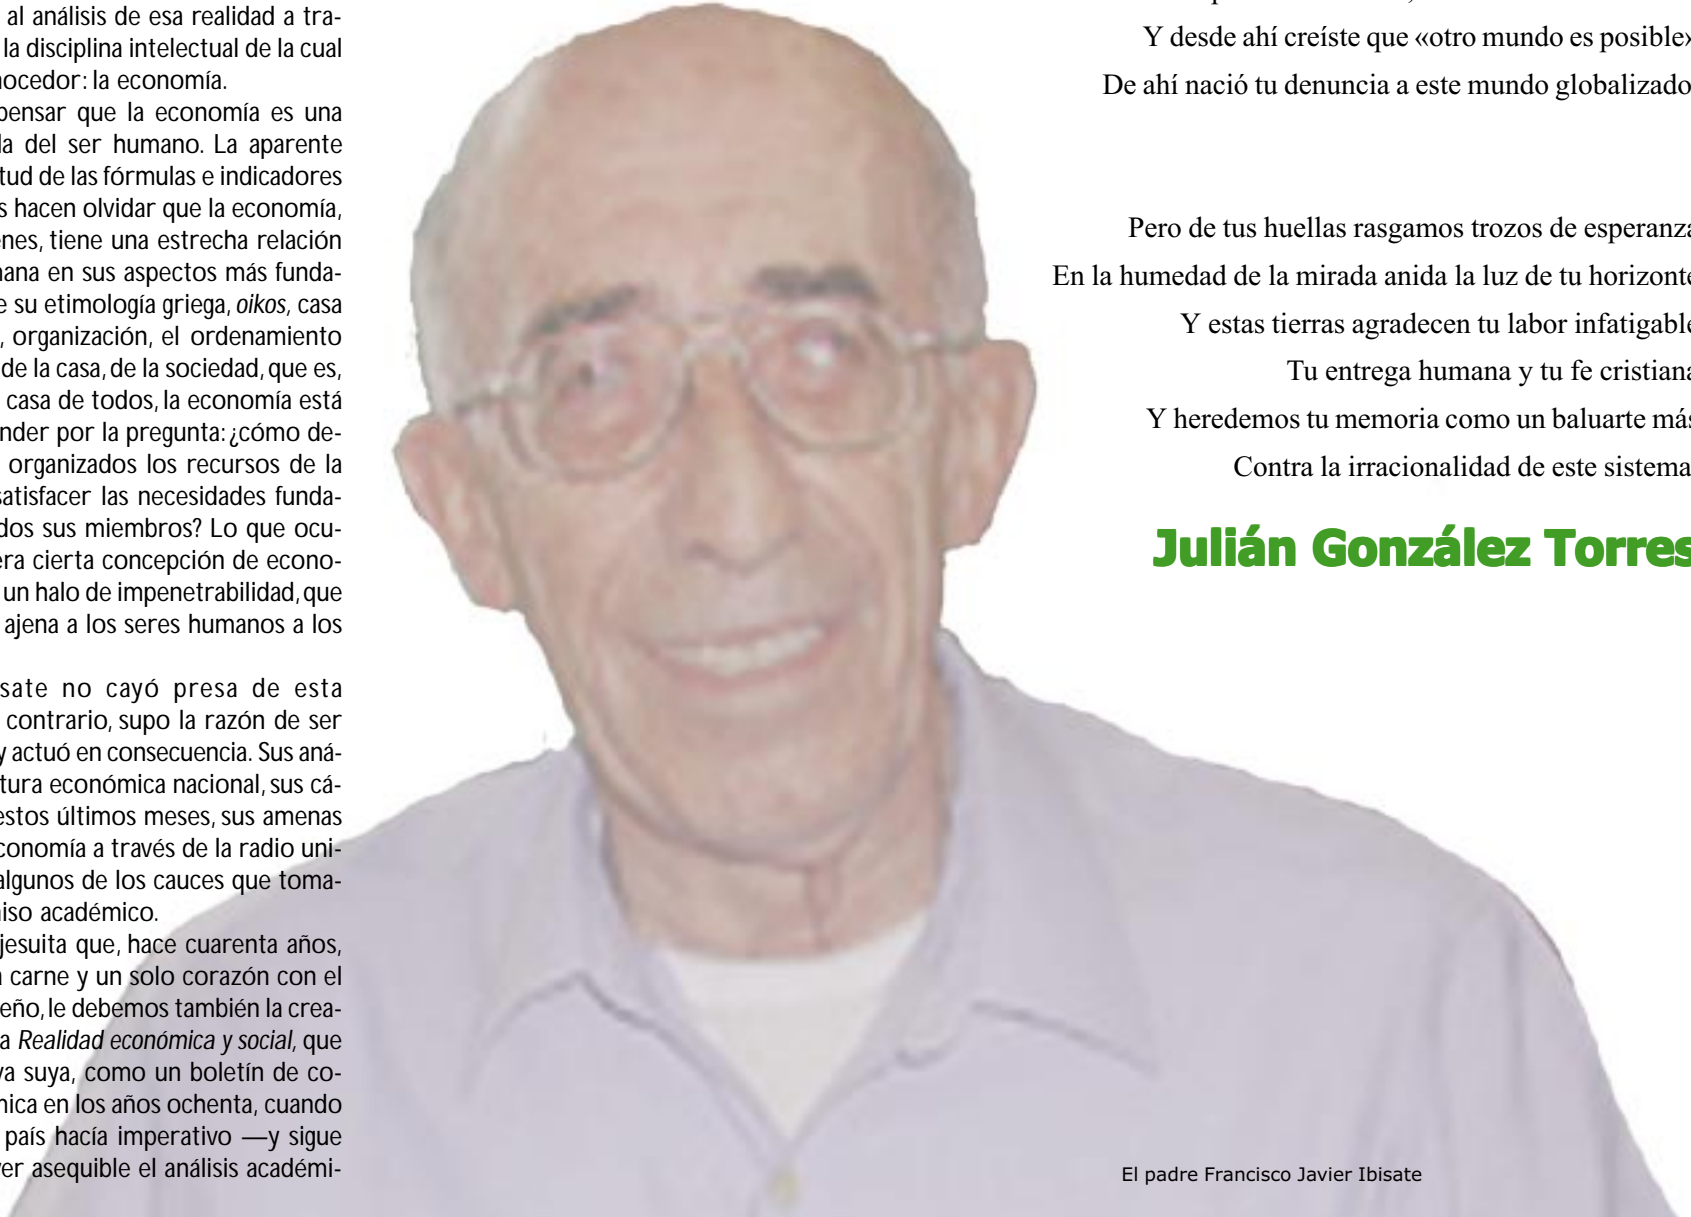 al análisis de esa realidad a tra-
la disciplina intelectual de la cual
nocedor: la economía.
pensar que la economía es una
la del ser humano. La aparente
tud de las fórmulas e indicadores
s hacen olvidar que la economía,
enes, tiene una estrecha relación
nana en sus aspectos más funda-
e su etimología griega, oikos, casa
, organización, el ordenamiento
de la casa, de la sociedad, que es,
casa de todos, la economía está
nder por la pregunta: ¿cómo de-
organizados los recursos de la
satisfacer las necesidades funda-
dos sus miembros? Lo que ocu-
era cierta concepción de econo-
un halo de impenetrabilidad, que
ajena a los seres humanos a los
sate no cayó presa de esta
contrario, supo la razón de ser
y actuó en consecuencia. Sus aná-
tura económica nacional, sus cá-
estos últimos meses, sus amenas
conomía a través de la radio uni-
algunos de los cauces que toma-
iso académico.
jesuita que, hace cuarenta años,
a carne y un solo corazón con el
eño, le debemos también la crea-
a Realidad económica y social, que
va suya, como un boletín de co-
nica en los años ochenta, cuando
país hacía imperativo —y sigue
ver asequible el análisis académi-
Y desde ahí creíste que «otro mundo es posible»
De ahí nació tu denuncia a este mundo globalizado
Pero de tus huellas rasgamos trozos de esperanza
En la humedad de la mirada anida la luz de tu horizonte
Y estas tierras agradecen tu labor infatigable
Tu entrega humana y tu fe cristiana
Y heredemos tu memoria como un baluarte más
Contra la irracionalidad de este sistema
Julián González Torres
El padre Francisco Javier Ibisate